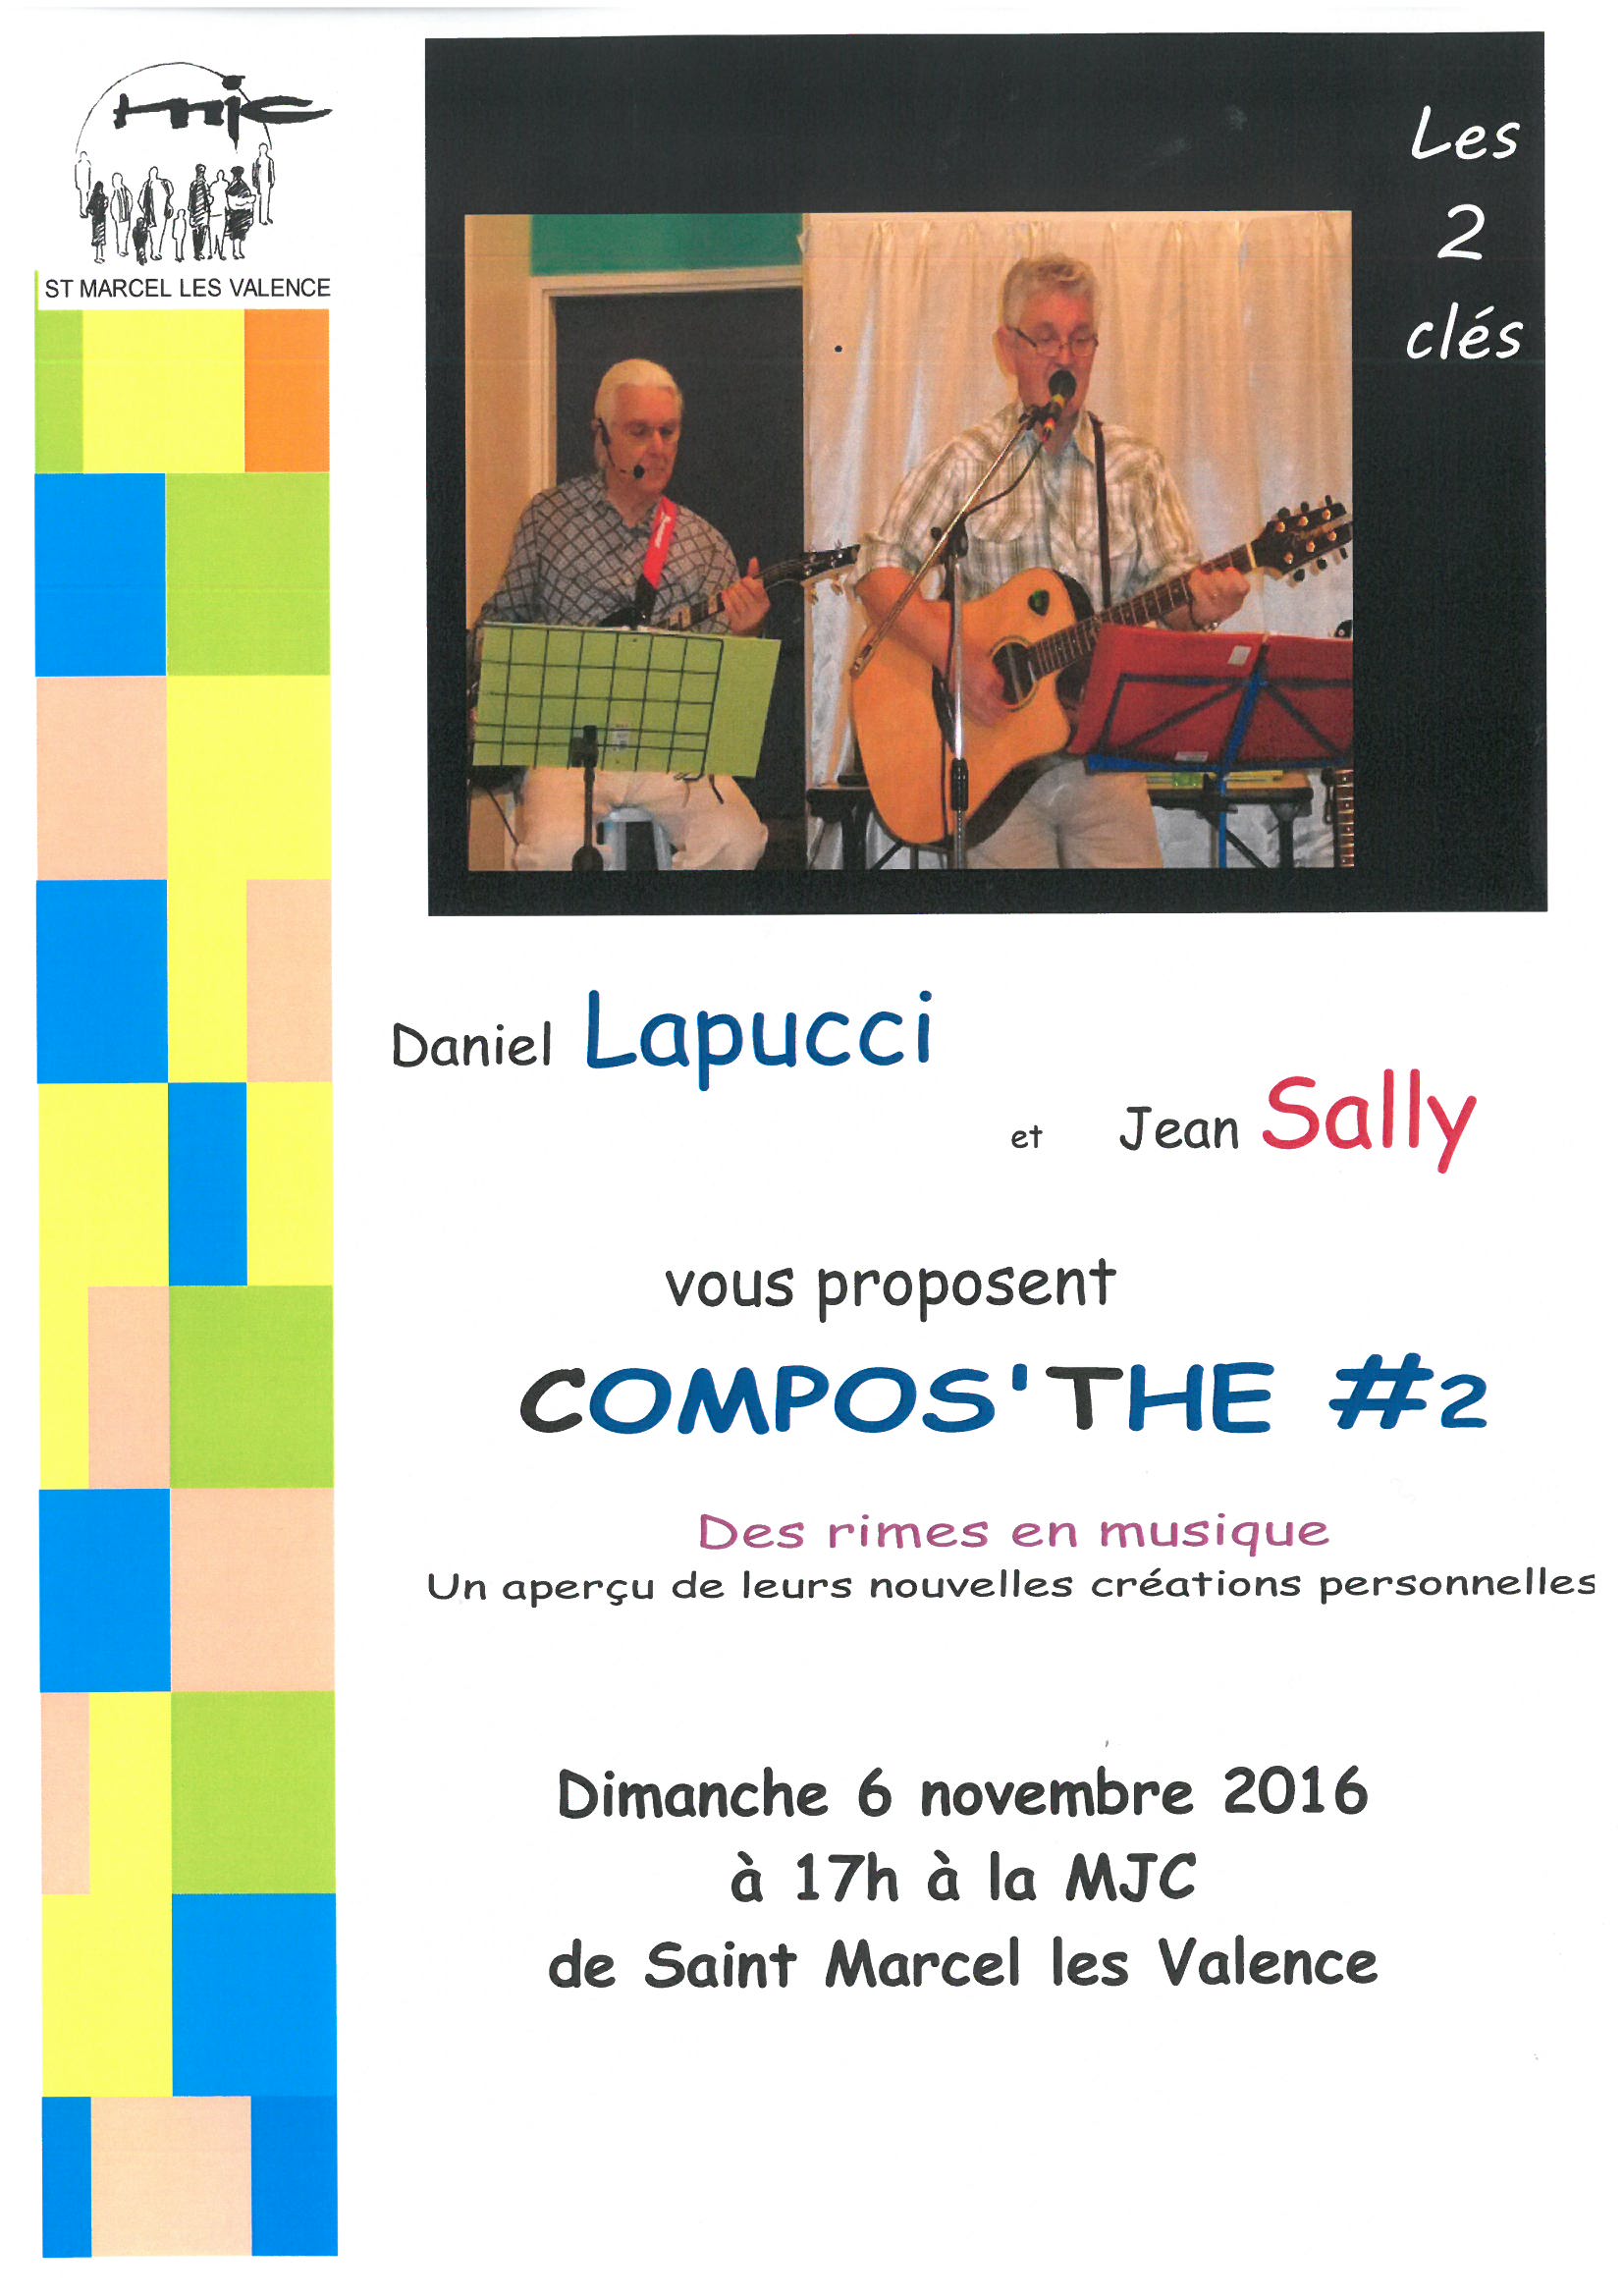 mjc
ST MARCEL LES VALENCE
Les
2
clés
Daniel Lapucci
et Jean Sally
vous proposent
COMPOS'THE #2
Des rimes en musique
Un aperçu de leurs nouvelles créations personnelles
Dimanche 6 novembre 2016
à 17h à la MJC
de Saint Marcel les Valence